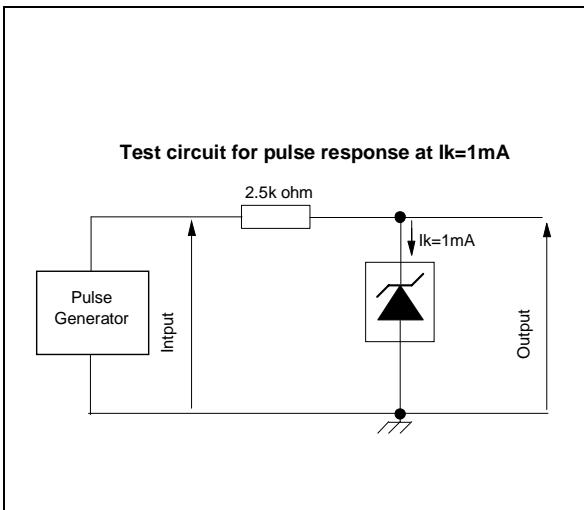 Test circuit for pulse response at Ik=1mA
2.5k ohm
Ik=1mA
Pulse
Generator
Intput
Output